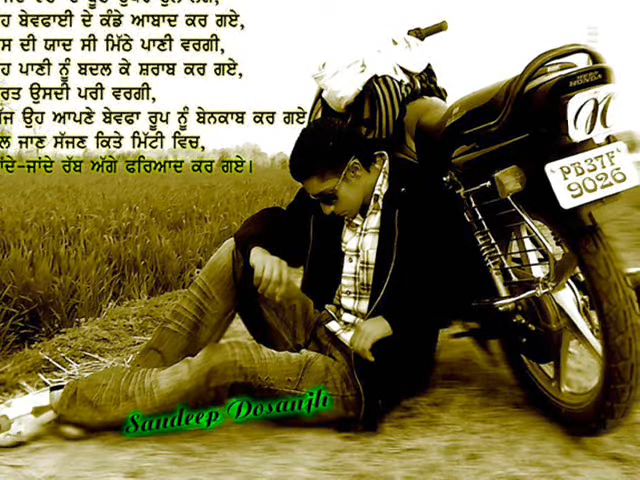 ਬੇਵਫਾਈ ਦੇ ਕੰਡੇ ਆਬਾਦ ਕਰ ਗਏ,
ਦੀ ਯਾਦ ਸੀ ਮਿੱਠੇ ਪਾਣੀ ਵਰਗੀ,
ਪਾਣੀ ਨੂੰ ਬਦਲ ਕੇ ਸ਼ਰਾਬ ਕਰ ਗਏ,
ਉਸਦੀ ਪਰੀ ਵਰਗੀ,
ਉਹ ਆਪਣੇ ਬੇਵਫਾ ਰੂਪ ਨੂੰ ਬੇਨਕਾਬ ਕਰ ਗਏ
ਜਾਣ ਸੱਜਣ ਕਿਤੇ ਮਿੱਟੀ ਵਿਚ,
ਜਾਂਦੇ ਰੱਬ ਅੱਗੇ ਫਰਿਆਦ ਕਰ ਗਏ।
HONDA
N
PB37F
9026
Sandeep Dosanjh